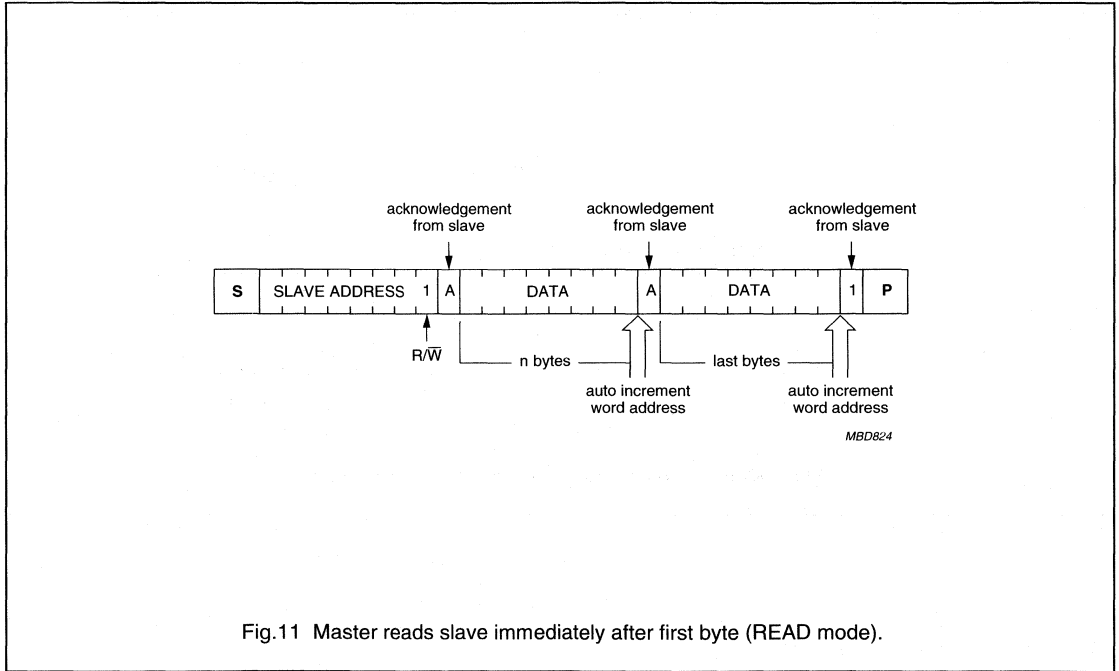 acknowledgement
from slave
acknowledgement
from slave
acknowledgement
from slave
S SLAVE ADDRESS 1 A DATA A DATA 1 P
R/W̅
n bytes
last bytes
auto increment
word address
auto increment
word address
MBD824
Fig.11 Master reads slave immediately after first byte (READ mode).